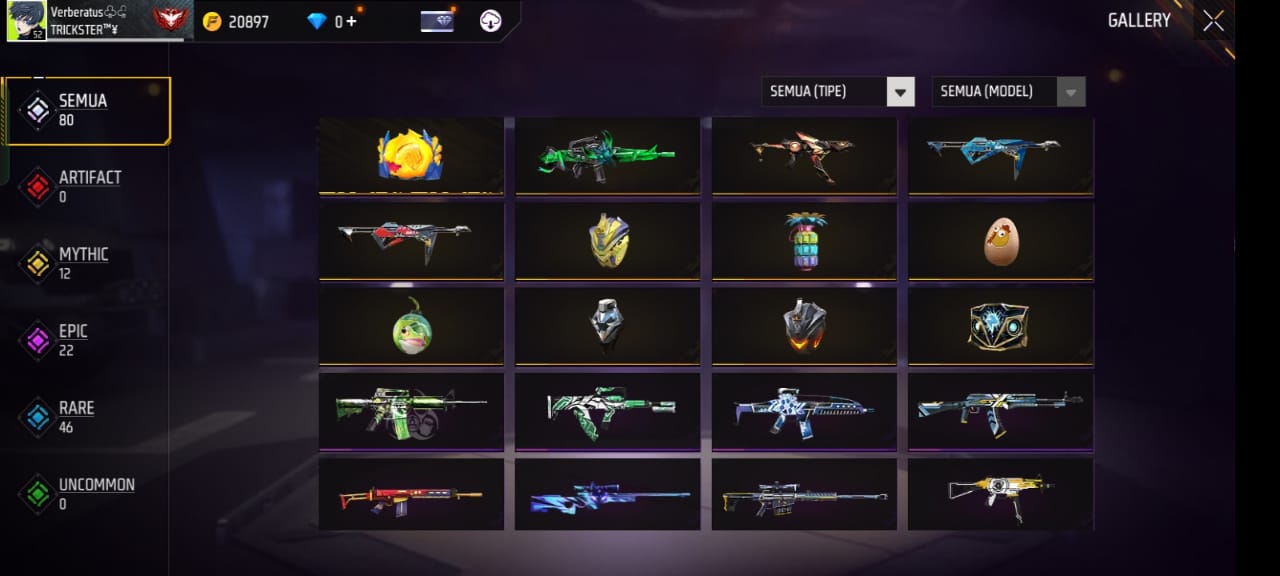 Verberatus♧♧
TRICKSTER™¥
52
20897
0+
GALLERY
SEMUA
80
ARTIFACT
0
MYTHIC
12
EPIC
22
RARE
46
UNCOMMON
0
SEMUA (TIPE)
SEMUA (MODEL)